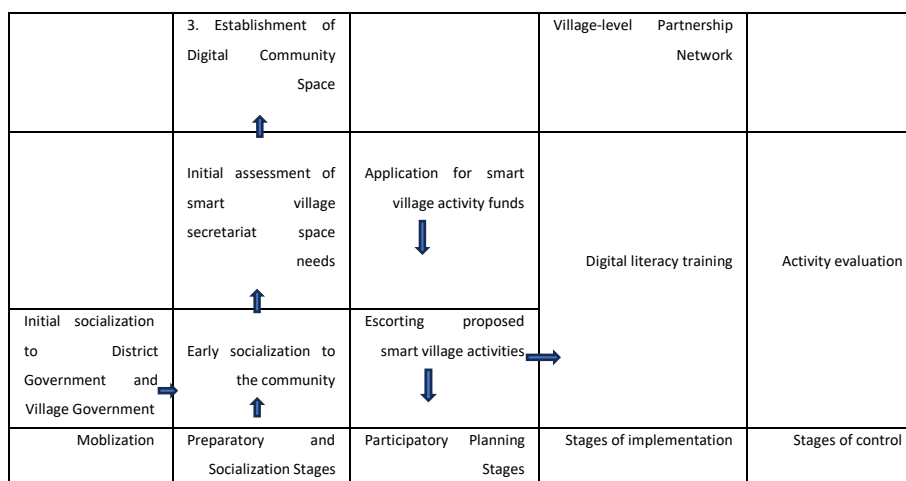 3. Establishment of
Digital Community
Space
Village-level Partnership
Network
Initial assessment of
smart village
secretariat space
needs
Application for smart
village activity funds
Digital literacy training
Activity evaluation
Initial socialization
to District
Government and
Village Government
Early socialization to
the community
Escorting proposed
smart village activities
Moblization
Preparatory and
Socialization Stages
Participatory Planning
Stages
Stages of implementation
Stages of control